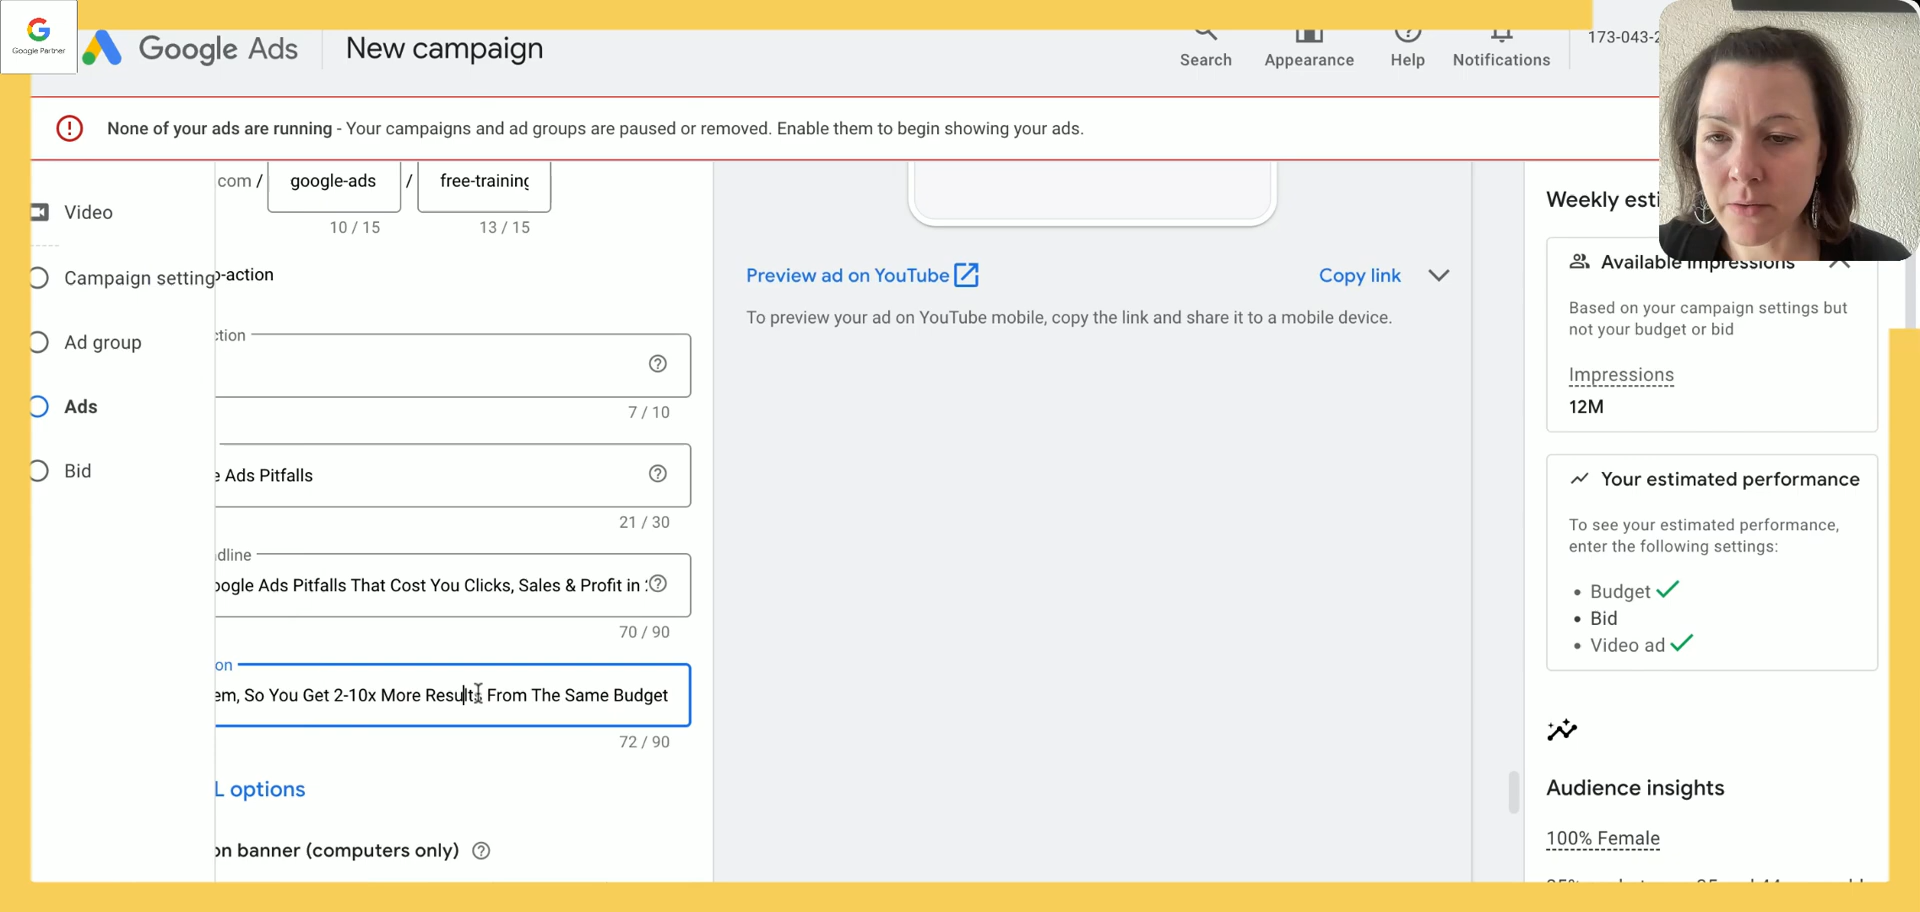 Google Partner
Google Ads
New campaign
Search
Appearance
Help
Notifications
173-043-2
None of your ads are running - Your campaigns and ad groups are paused or removed. Enable them to begin showing your ads.
Video
Campaign setting
Ad group
Ads
Bid
com / google-ads / free-training
10 / 15
13 / 15
-action
tion
7 / 10
e Ads Pitfalls
21 / 30
dline
oogle Ads Pitfalls That Cost You Clicks, Sales & Profit in
70 / 90
on
em, So You Get 2-10x More Results From The Same Budget
72 / 90
L options
on banner (computers only)
Preview ad on YouTube
Copy link
To preview your ad on YouTube mobile, copy the link and share it to a mobile device.
Weekly esti
Available impressions
Based on your campaign settings but
not your budget or bid
Impressions
12M
Your estimated performance
To see your estimated performance,
enter the following settings:
• Budget
• Bid
• Video ad
Audience insights
100% Female